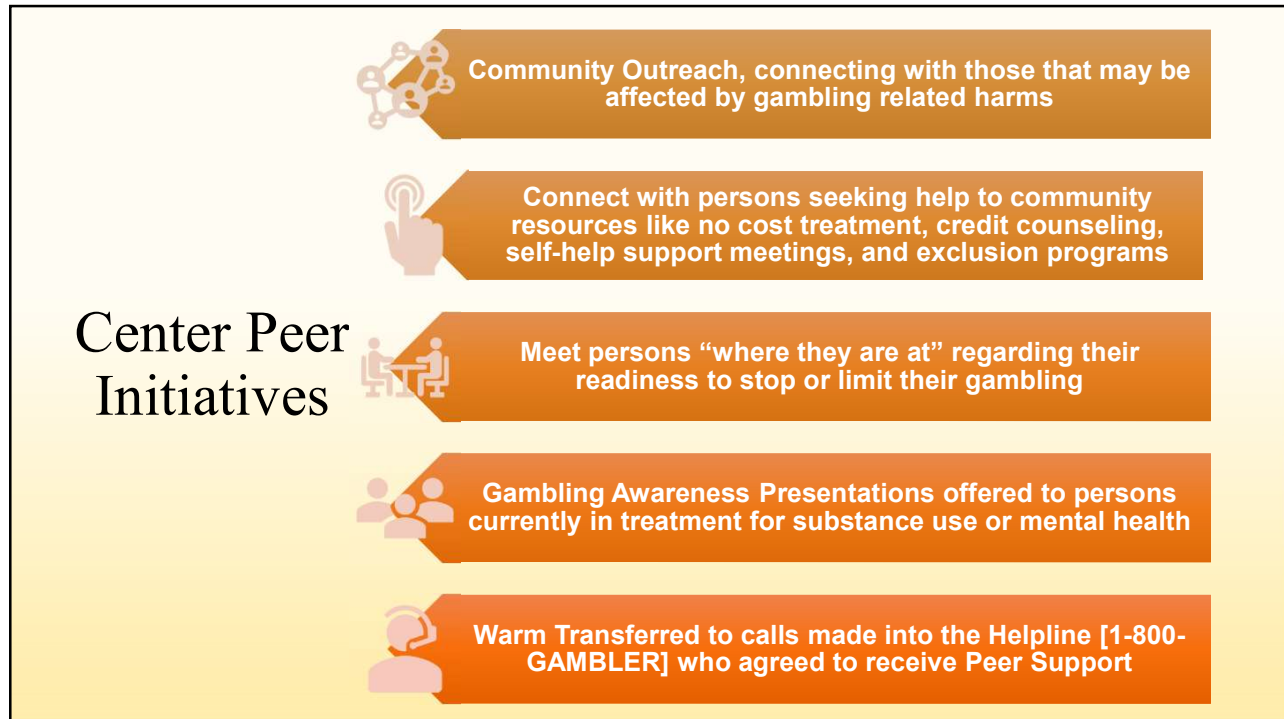 Center Peer
Initiatives
Community Outreach, connecting with those that may be
affected by gambling related harms
Connect with persons seeking help to community
resources like no cost treatment, credit counseling,
self-help support meetings, and exclusion programs
Meet persons “where they are at” regarding their
readiness to stop or limit their gambling
Gambling Awareness Presentations offered to persons
currently in treatment for substance use or mental health
Warm Transferred to calls made into the Helpline [1-800-
GAMBLER] who agreed to receive Peer Support